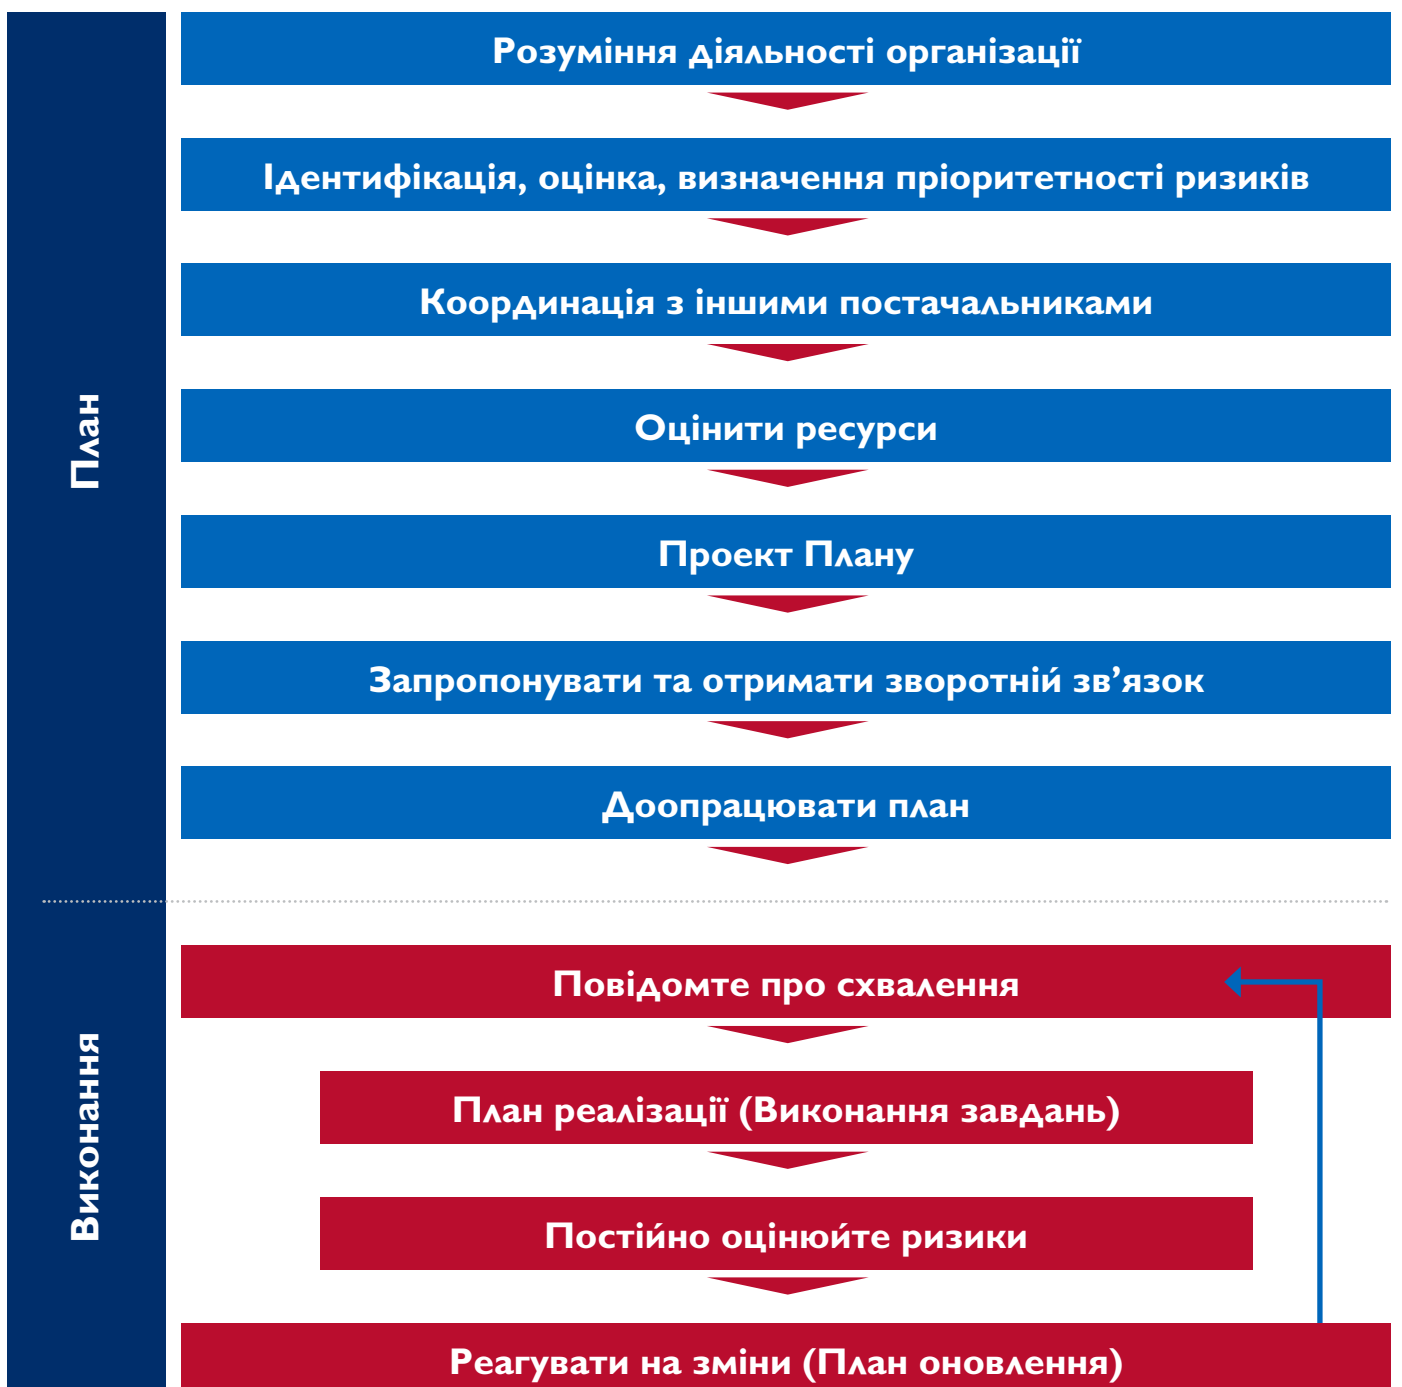 План
Розуміння діяльності організації
Ідентифікація, оцінка, визначення пріоритетності ризиків
Координація з іншими постачальниками
Оцінити ресурси
Проект Плану
Запропонувати та отримати зворотній зв’язок
Доопрацювати план
Виконання
Повідомте про схвалення
План реалізації (Виконання завдань)
Постійно оцінюйте ризики
Реагувати на зміни (План оновлення)